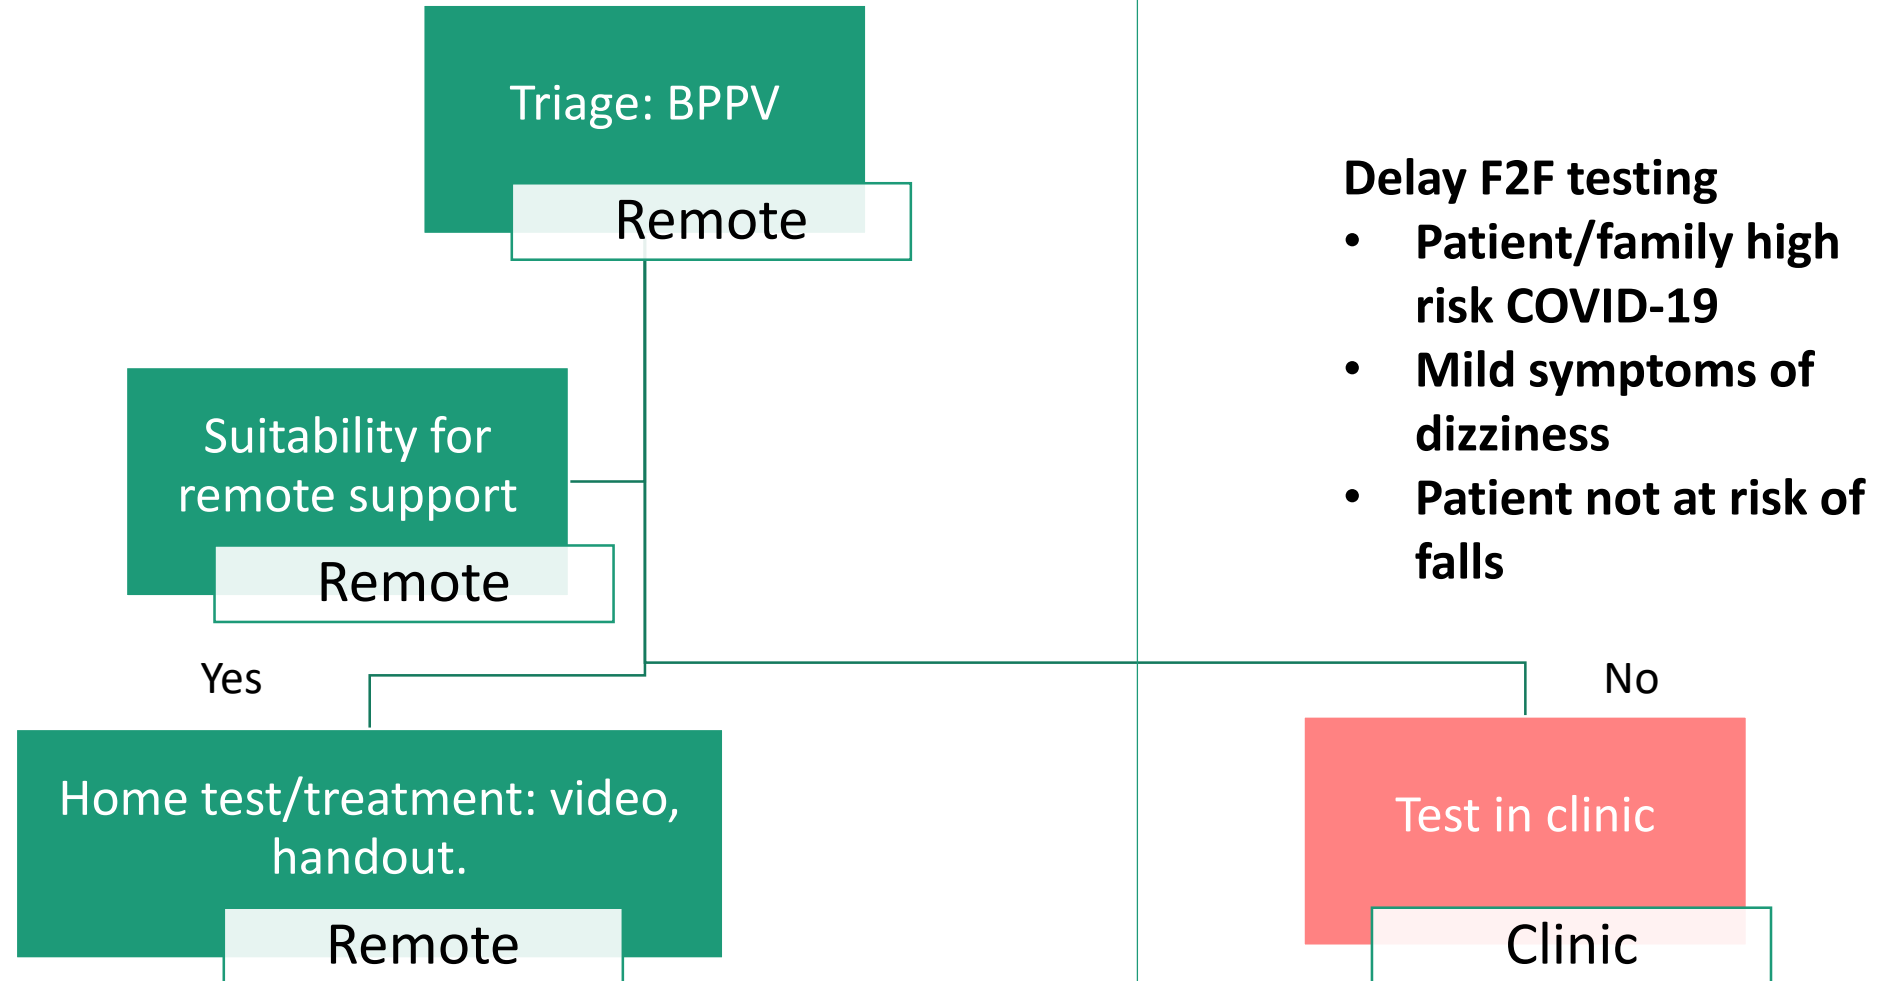 Triage: BPPV
Remote
Suitability for
remote support
Remote
Yes
Home test/treatment: video,
handout.
Remote
Delay F2F testing
• Patient/family high
risk COVID-19
• Mild symptoms of
dizziness
• Patient not at risk of
falls
No
Test in clinic
Clinic